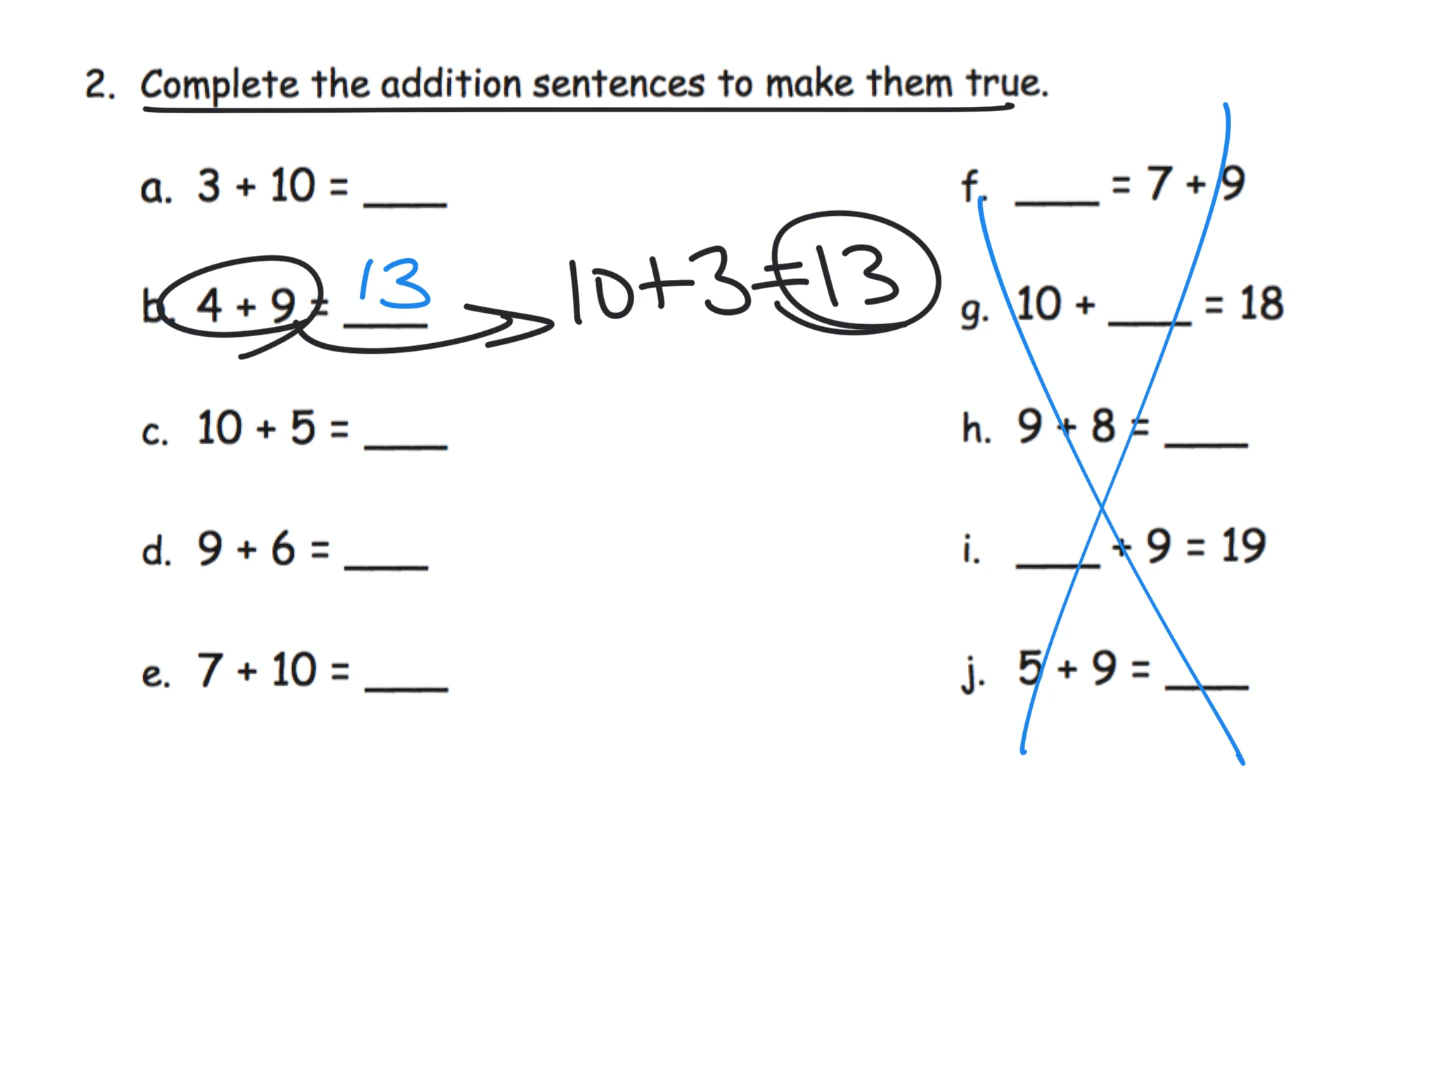 2. Complete the addition sentences to make them true.
a. 3 + 10 = ____
b. 4 + 9 = 13 10+3=13
c. 10 + 5 = ____
d. 9 + 6 = ____
e. 7 + 10 = ____
f. ____ = 7 + 9
g. 10 + ____ = 18
h. 9 + 8 = ____
i. ____ + 9 = 19
j. 5 + 9 = ____